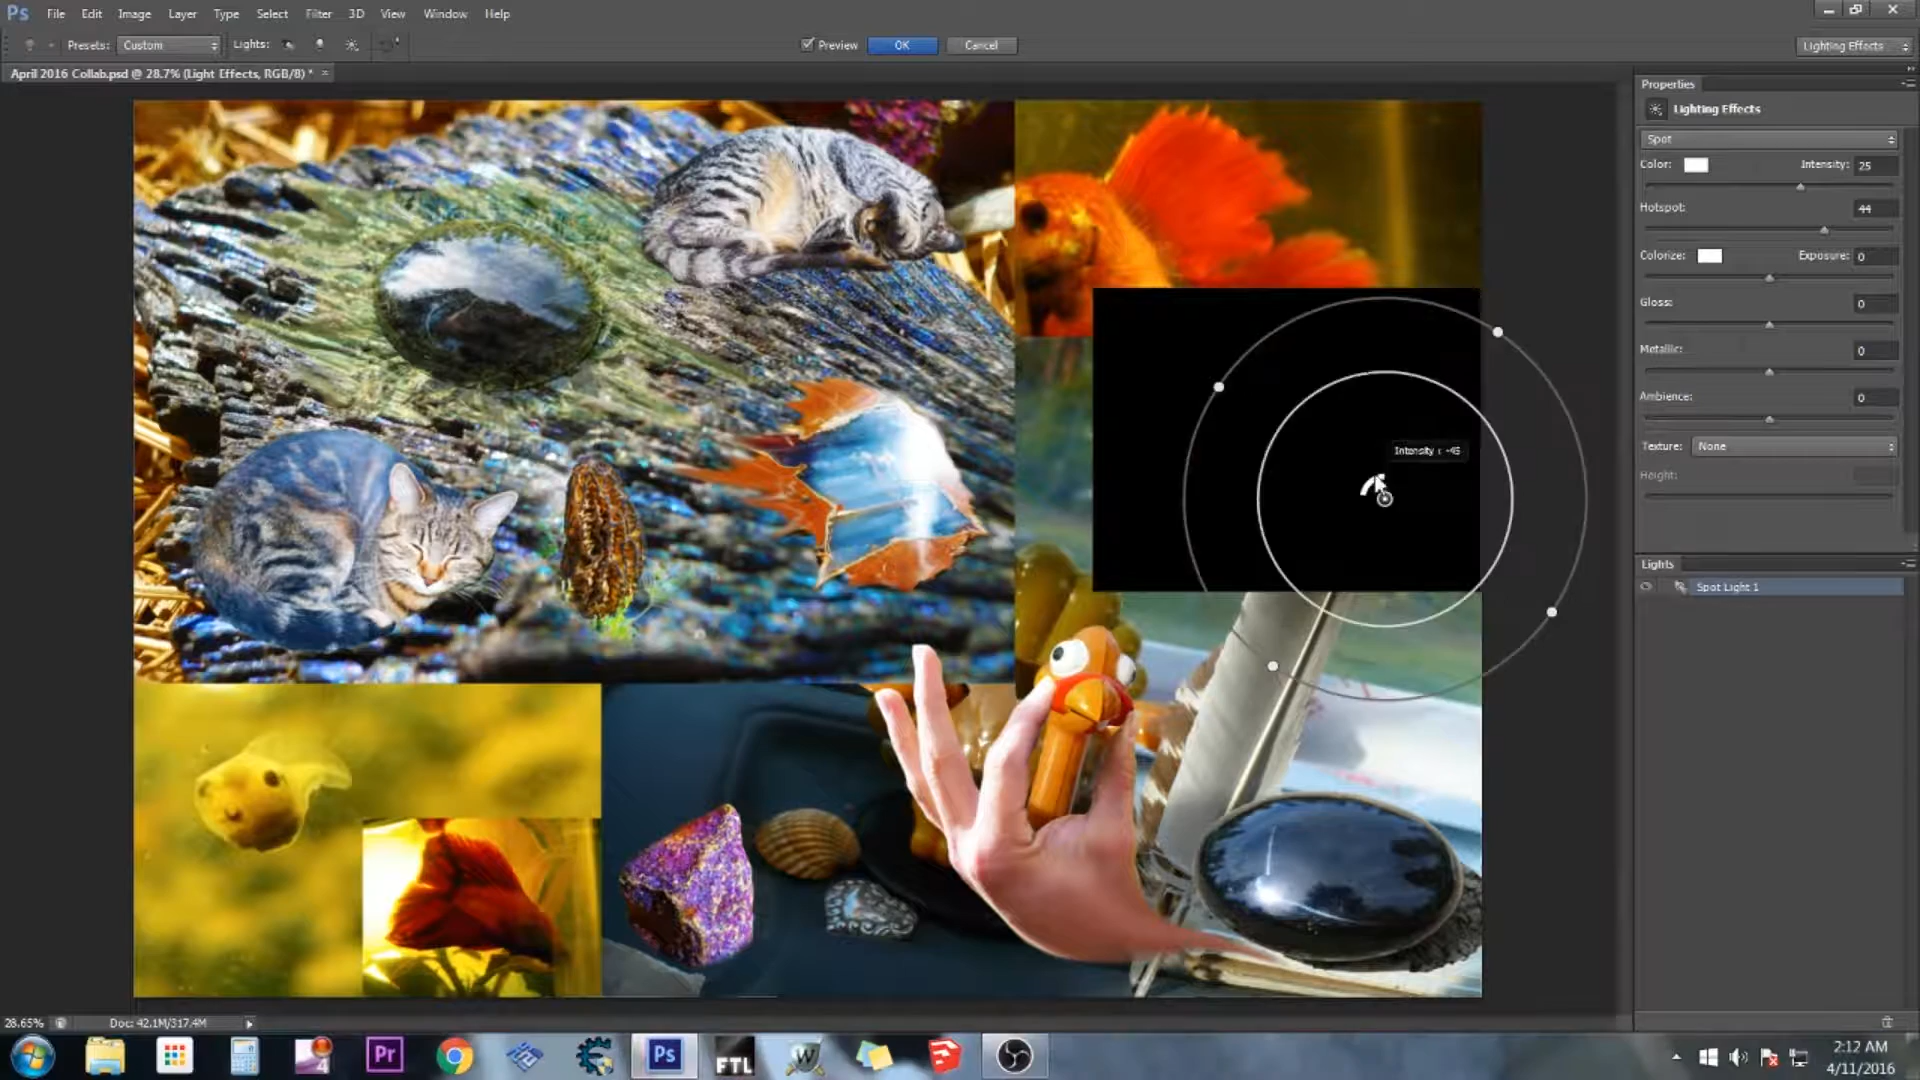 Ps File Edit Image Layer Type Select Filter 3D View Window Help
Presets: Custom Lights: Preview OK Cancel Lighting Effects
April 2016 Collab.psd @ 28.7% (Light Effects, RGB/8) * ×
Properties
Lighting Effects
Spot
Color: Intensity: 25
Hotspot: 44
Colorize: Exposure: 0
Gloss: 0
Metallic: 0
Ambience: 0
Texture: None
Intensity : -45
Height:
Lights
Spot Light 1
28.65% Doc: 42.1M/317.4M
4 Pr Ps FTL W
2:12 AM
4/11/2016